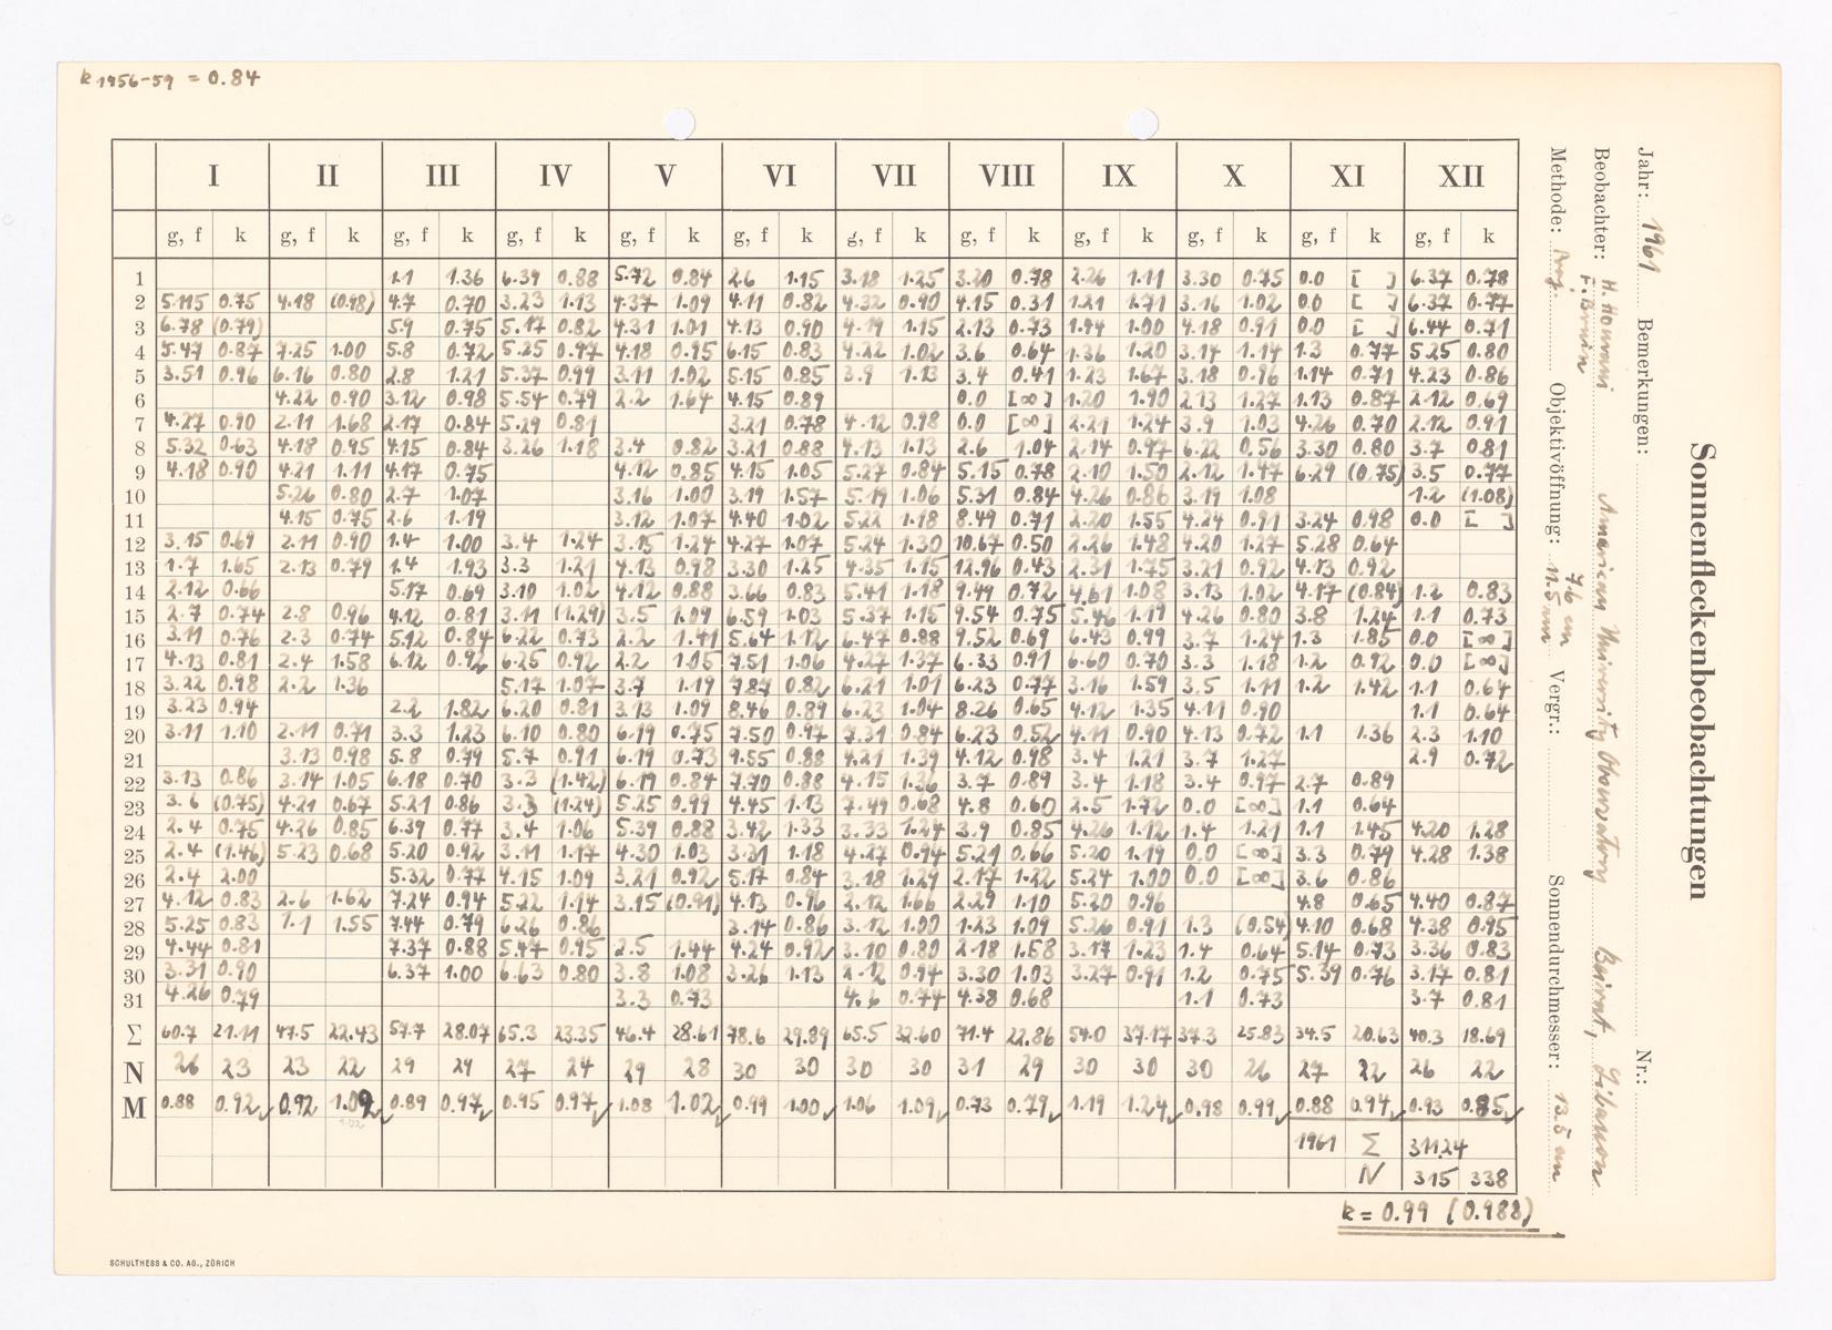 k 1956-59 = 0.84
I II III IV V VI VII VIII IX X XI XII
g, f k g, f k g, f k g, f k g, f k g, f k g, f k g, f k g, f k g, f k g, f k g, f k
1 1.1 1.36 6.39 0.88 5.72 0.84 2.6 1.15 3.18 1.25 3.20 0.78 2.26 1.11 3.30 0.75 0.0 [ ] 6.37 0.78
2 5.115 0.75 4.18 (0.98) 4.7 0.70 3.23 1.13 4.37 1.09 4.11 0.82 4.32 0.90 4.15 0.31 1.21 1.71 3.16 1.02 0.0 [ ] 6.37 0.77
3 6.78 (0.79) 5.9 0.75 5.17 0.82 4.31 1.01 4.13 0.90 4.19 1.15 2.13 0.73 1.94 1.00 4.18 0.91 0.0 [ ] 6.44 0.71
4 5.47 0.87 7.25 1.00 5.8 0.72 5.25 0.97 4.18 0.95 6.15 0.83 4.22 1.02 3.6 0.64 1.36 1.20 3.17 1.14 1.3 0.77 5.25 0.80
5 3.51 0.96 6.16 0.80 2.8 1.21 5.37 0.99 3.11 1.02 5.15 0.85 3.9 1.13 3.4 0.41 1.23 1.67 3.18 0.96 1.14 0.71 4.23 0.86
6 4.22 0.90 3.12 0.98 5.54 0.79 2.2 1.64 4.15 0.89 0.0 [∞] 1.20 1.90 2.13 1.27 1.13 0.87 2.12 0.69
7 4.27 0.90 2.11 1.68 2.17 0.84 5.29 0.81 3.21 0.78 4.12 0.98 0.0 [∞] 2.21 1.24 3.9 1.03 4.26 0.70 2.12 0.91
8 5.32 0.63 4.18 0.95 4.15 0.84 3.26 1.18 3.4 0.82 3.21 0.88 4.13 1.13 2.6 1.04 2.14 0.97 6.22 0.56 3.30 0.80 3.7 0.81
9 4.18 0.90 4.21 1.11 4.17 0.75 4.12 0.85 4.15 1.05 5.27 0.84 5.15 0.78 2.10 1.50 2.12 1.47 6.29 (0.75) 3.5 0.77
10 5.26 0.80 2.7 1.07 3.16 1.00 3.19 1.57 5.19 1.06 5.31 0.84 4.26 0.86 3.19 1.08 1.2 (1.08)
11 4.15 0.75 2.6 1.19 3.12 1.07 4.40 1.02 5.22 1.18 8.49 0.71 2.20 1.55 4.24 0.91 3.24 0.98 0.0 [ ]
12 3.15 0.69 2.11 0.90 1.4 1.00 3.4 1.24 3.15 1.24 4.27 1.07 5.24 1.30 10.67 0.50 2.26 1.48 4.20 1.27 5.28 0.64
13 1.7 1.65 2.13 0.79 1.4 1.93 3.3 1.21 4.13 0.98 3.30 1.25 4.35 1.15 12.96 0.43 2.31 1.75 3.21 0.92 4.13 0.92
14 2.12 0.66 5.17 0.69 3.10 1.02 4.12 0.88 3.66 0.83 5.41 1.18 9.49 0.72 4.61 1.08 3.13 1.02 4.17 (0.84) 1.2 0.83
15 2.7 0.74 2.8 0.96 4.12 0.81 3.11 (1.29) 3.5 1.09 6.59 1.03 5.37 1.15 9.54 0.75 5.46 1.19 4.26 0.80 3.8 1.24 1.1 0.73
16 3.11 0.76 2.3 0.74 5.12 0.84 6.22 0.73 2.2 1.41 5.64 1.12 6.47 0.88 9.52 0.69 6.43 0.99 3.7 1.24 1.3 1.85 0.0 [∞]
17 4.13 0.81 2.4 1.58 6.12 0.92 6.25 0.92 2.2 1.05 7.51 1.06 4.27 1.37 6.33 0.91 6.60 0.70 3.3 1.18 1.2 0.92 0.0 [∞]
18 3.22 0.98 2.2 1.36 5.17 1.07 3.7 1.19 7.87 0.82 6.21 1.01 6.23 0.77 3.16 1.59 3.5 1.11 1.2 1.42 1.1 0.64
19 3.23 0.94 2.2 1.82 6.20 0.81 3.13 1.09 8.46 0.89 6.23 1.04 8.26 0.65 4.12 1.35 4.11 0.90 1.1 0.64
20 3.11 1.10 2.11 0.71 3.3 1.23 6.10 0.80 6.19 0.75 7.50 0.97 7.31 0.84 6.23 0.52 4.11 0.90 4.13 0.72 1.1 1.36 2.3 1.10
21 3.13 0.98 5.8 0.79 5.7 0.91 6.19 0.73 9.55 0.88 4.21 1.39 4.12 0.98 3.4 1.21 3.7 1.27 2.9 0.72
22 3.13 0.86 3.14 1.05 6.18 0.70 3.3 (1.42) 6.19 0.84 7.70 0.88 4.15 1.36 3.7 0.89 3.4 1.18 3.4 0.97 2.7 0.89
23 3.6 (0.75) 4.21 0.67 5.21 0.86 3.3 (1.24) 5.25 0.99 4.45 1.13 7.49 0.68 4.8 0.60 2.5 1.72 0.0 [∞] 1.1 0.64
24 2.4 0.75 4.26 0.85 6.39 0.77 3.4 1.06 5.39 0.88 3.42 1.33 3.33 1.24 3.9 0.85 4.26 1.12 1.4 1.21 1.1 1.45 4.20 1.28
25 2.4 (1.46) 5.23 0.68 5.20 0.92 3.11 1.17 4.30 1.03 3.31 1.18 4.27 0.94 5.21 0.66 5.20 1.19 0.0 [∞] 3.3 0.79 4.28 1.38
26 2.4 2.00 5.32 0.77 4.15 1.09 3.21 0.92 5.17 0.84 3.18 1.29 2.17 1.22 5.24 1.00 0.0 [∞] 3.6 0.86
27 4.12 0.83 2.6 1.62 7.24 0.94 5.22 1.14 3.15 (0.91) 4.13 0.96 2.12 1.66 2.29 1.10 5.20 0.96 4.8 0.65 4.40 0.87
28 5.25 0.83 1.1 1.55 7.44 0.79 6.26 0.86 3.14 0.86 3.12 1.00 1.23 1.09 5.26 0.91 1.3 (0.54) 4.10 0.68 4.38 0.95
29 4.44 0.81 7.37 0.88 5.47 0.95 2.5 1.44 4.24 0.92 3.10 0.80 2.18 1.58 3.17 1.23 1.4 0.64 5.14 0.73 3.36 0.83
30 3.31 0.90 6.37 1.00 6.63 0.80 3.8 1.08 3.26 1.13 2.12 0.94 3.30 1.03 3.27 0.91 1.2 0.75 5.39 0.76 3.17 0.81
31 4.26 0.79 3.3 0.73 4.6 0.74 4.38 0.68 1.1 0.73 3.7 0.81
Σ 60.7 21.11 47.5 22.43 57.7 28.07 65.3 23.35 46.4 28.61 78.6 29.89 65.5 32.60 71.4 22.86 54.0 37.17 37.3 25.83 34.5 20.63 40.3 18.69
N 26 23 23 22 29 29 27 24 29 28 30 30 30 30 31 29 30 30 30 26 27 22 26 22
M 0.88 0.92 0.92 1.02 0.89 0.97 0.95 0.97 1.08 1.02 0.99 1.00 1.06 1.09 0.73 0.79 1.19 1.24 0.98 0.99 0.88 0.94 0.93 0.85
1.02
1961 Σ 311.24
N 315 338
k = 0.99 (0.988)
SCHULTHESS & CO. AG., ZÜRICH
Sonnenfleckenbeobachtungen
Jahr: 1961 Bemerkungen: Nr.:
Beobachter: H. Hourani American University Observatory Beirut, Libanon
F. Bruin
Methode: Proj. Objektivöffnung: 11.5 mm Vergr.: Sonnendurchmesser: 13.5 cm